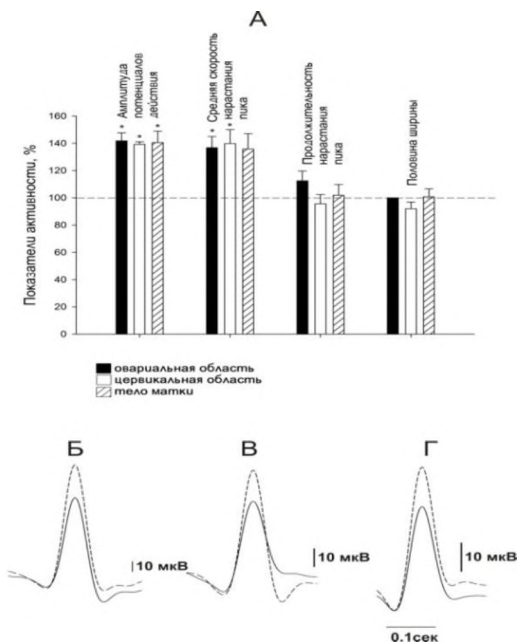 А
Амплитуда
потенциалов
действия
Средняя скорость
нарастания
пика
Продолжительность
нарастания
пика
Половина ширины
* * *
* *
Показатели активности, %
160
140
120
100
80
60
40
20
0
овариальная область
цервикальная область
тело матки
Б
В
Г
10 мкВ
10 мкВ
10 мкВ
0.1сек